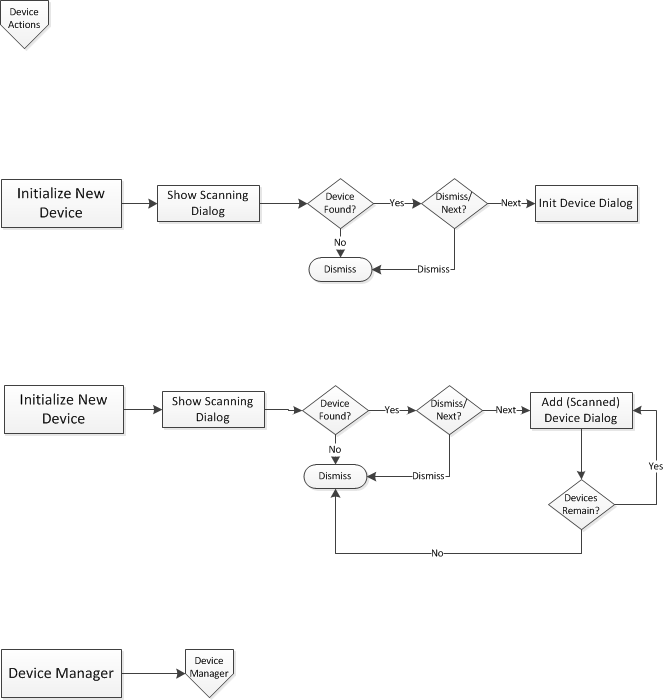 Device
Actions
Initialize New
Device
Show Scanning
Dialog
Device
Found?
Yes
Dismiss/
Next?
Next
Init Device Dialog
No
Dismiss
Dismiss
Initialize New
Device
Show Scanning
Dialog
Device
Found?
Yes
Dismiss/
Next?
Next
Add (Scanned)
Device Dialog
No
Dismiss
Dismiss
Yes
Devices
Remain?
No
Device Manager
Device
Manager